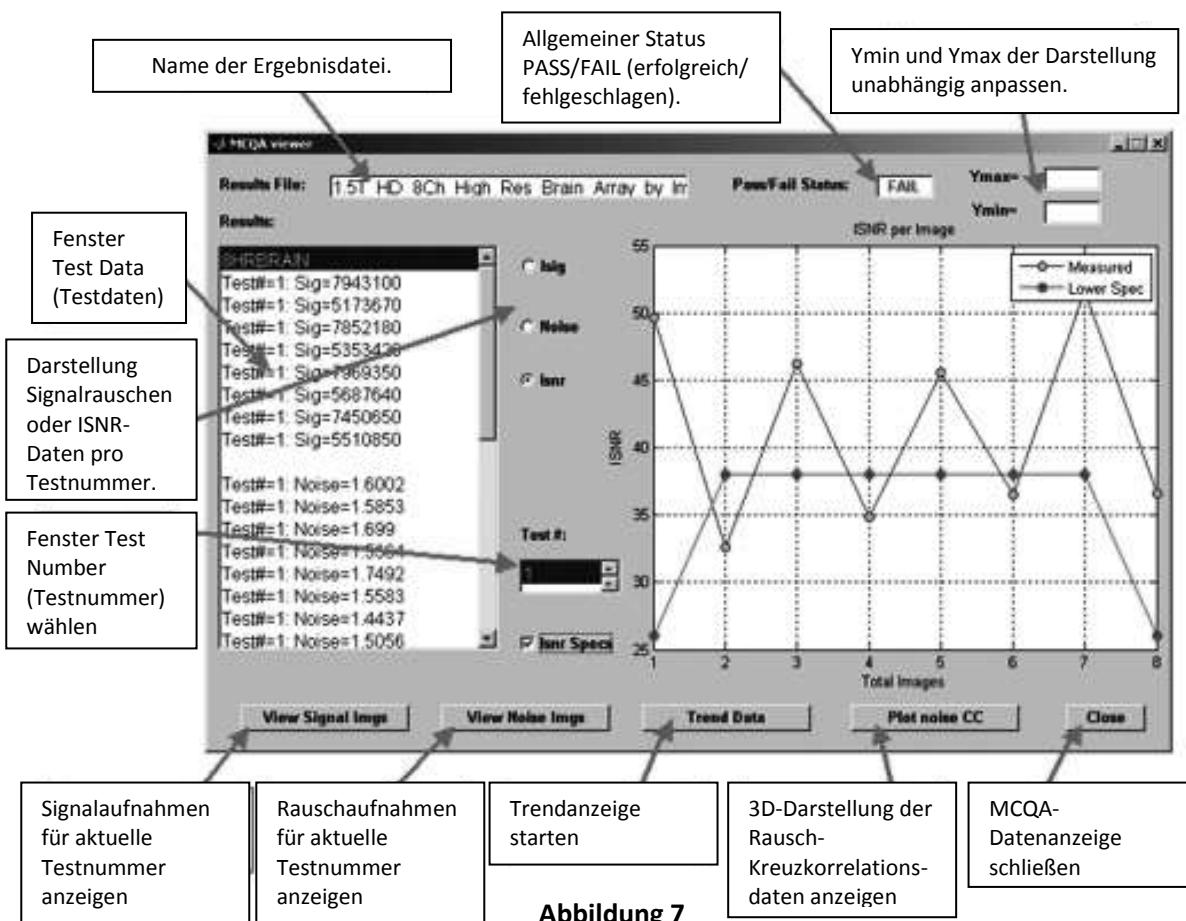 Name der Ergebnisdatei.
Allgemeiner Status
PASS/FAIL (erfolgreich/
fehlgeschlagen).
Ymin und Ymax der Darstellung
unabhängig anpassen.
MCQA viewer
Results File:
1.5T HD 8Ch High Res Brain Array by Im
Pass/Fail Status:
FAIL
Ymax=
Ymin=
Results:
Fenster
Test Data
(Testdaten)
Darstellung
Signalrauschen
oder ISNR-
Daten pro
Testnummer.
Fenster Test
Number
(Testnummer)
wählen
8HRBRAIN
Test#=1: Sig=7943100
Test#=1: Sig=5173670
Test#=1: Sig=7852180
Test#=1:
Test#=1: Sig=7969350
Test#=1: Sig=5687640
Test#=1: Sig=7450650
Test#=1: Sig=5510850
Test#=1: Noise=1.6002
Test#=1: Noise=1.5853
Test#=1: Noise=1.699
Test#=1:
Test#=1: Noise=1.7492
Test#=1: Noise=1.5583
Test#=1: Noise=1.4437
Test#=1: Noise=1.5056
Isig
Noise
Isnr
Test #:
1
Isnr Specs
ISNR per Image
Measured
Lower Spec
ISNR
55
50
45
40
35
30
25
1 2 3 4 5 6 7 8
Total Images
View Signal Imgs
View Noise Imgs
Trend Data
Plot noise CC
Close
Signalaufnahmen
für aktuelle
Testnummer
anzeigen
Rauschaufnahmen
für aktuelle
Testnummer
anzeigen
Trendanzeige
starten
3D-Darstellung der
Rausch-
Kreuzkorrelations-
daten anzeigen
MCQA-
Datenanzeige
schließen
Abbildung 7